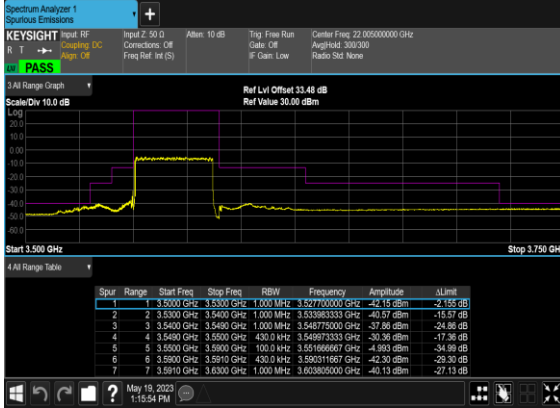 Spectrum Analyzer 1
Spurious Emissions
+
KEYSIGHT Input: RF Input Z: 50 Ω Atten: 10 dB Trig: Free Run Center Freq: 22.005000000 GHz
R T Coupling: DC Corrections: Off Gate: Off Avg|Hold: 300/300
Align: Off Freq Ref: Int (S) IF Gain: Low Radio Std: None
PASS
3 All Range Graph
Ref Lvl Offset 33.48 dB
Scale/Div 10.0 dB Ref Value 30.00 dBm
Log
20.0
10.0
0.00
-10.0
-20.0
-30.0
-40.0
-50.0
-60.0
Start 3.500 GHz Stop 3.750 GHz
4 All Range Table
Spur Range Start Freq Stop Freq RBW Frequency Amplitude ΔLimit
1 1 3.5000 GHz 3.5300 GHz 1.000 MHz 3.527700000 GHz -42.15 dBm -2.155 dB
2 2 3.5300 GHz 3.5400 GHz 1.000 MHz 3.533983333 GHz -40.57 dBm -15.57 dB
3 3 3.5400 GHz 3.5490 GHz 1.000 MHz 3.548775000 GHz -37.86 dBm -24.86 dB
4 4 3.5490 GHz 3.5500 GHz 430.0 kHz 3.549973333 GHz -30.36 dBm -17.36 dB
5 5 3.5500 GHz 3.5900 GHz 100.0 kHz 3.551666667 GHz -4.993 dBm -34.99 dB
6 6 3.5900 GHz 3.5910 GHz 430.0 kHz 3.590311667 GHz -42.30 dBm -29.30 dB
7 7 3.5910 GHz 3.6300 GHz 1.000 MHz 3.603805000 GHz -40.13 dBm -27.13 dB
? May 19, 2023
1:15:54 PM